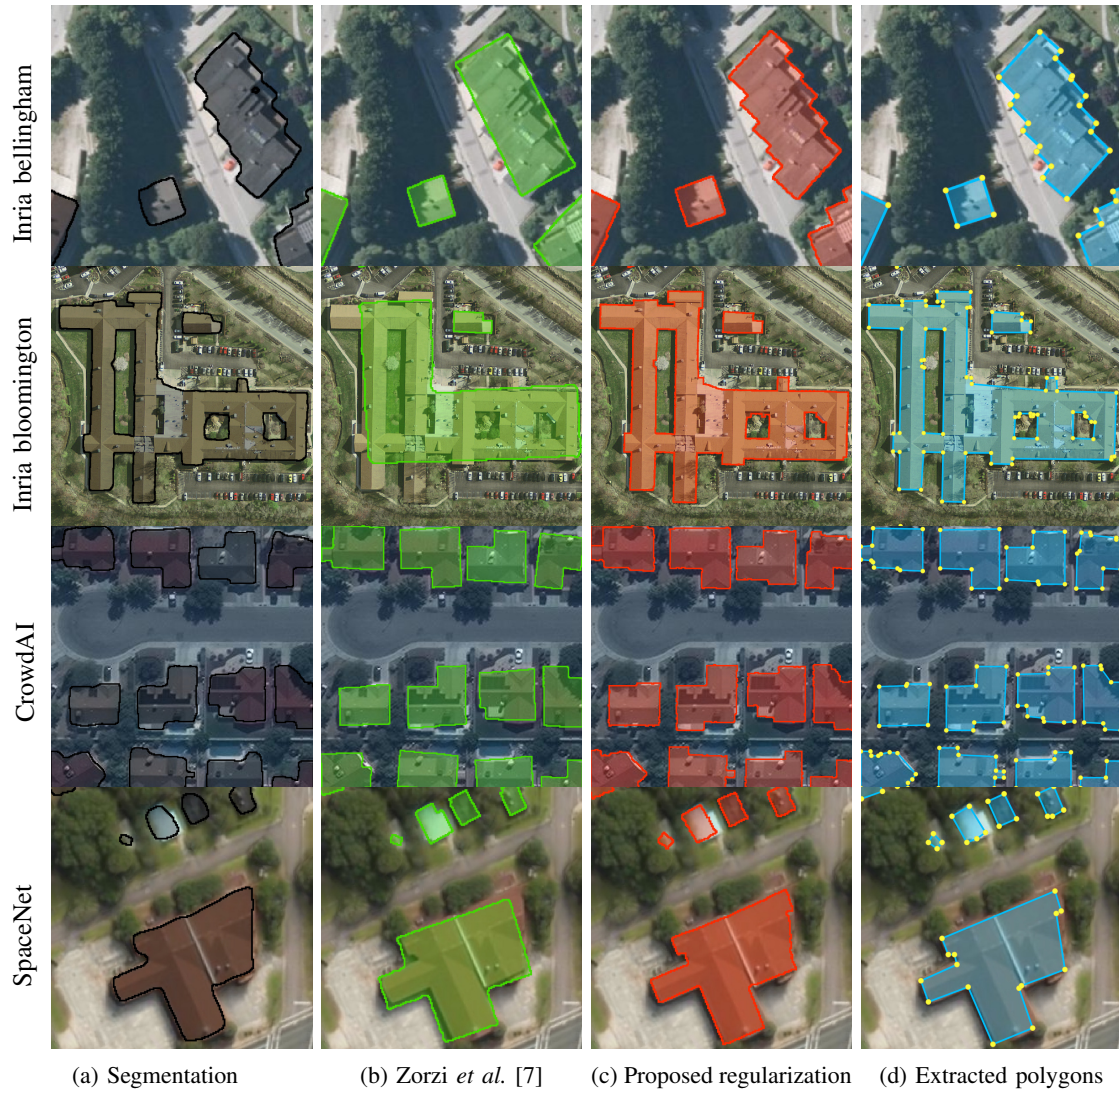 Inria bellingham
Inria bloomington
CrowdAI
SpaceNet
(a) Segmentation
(b) Zorzi et al. [7]
(c) Proposed regularization
(d) Extracted polygons